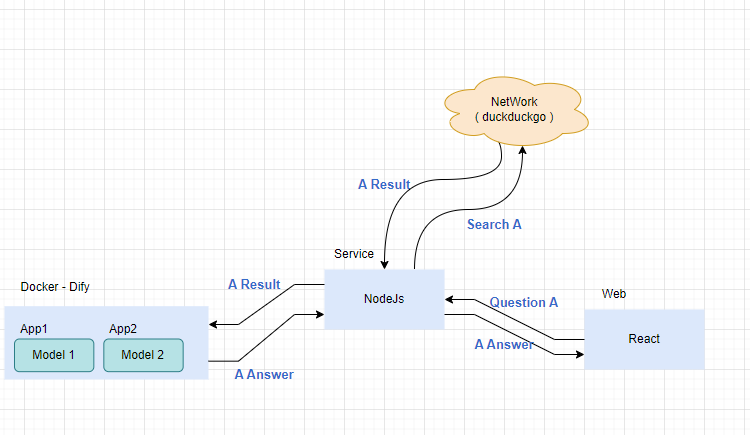 NetWork
( duckduckgo )
A Result
Search A
Service
Docker - Dify
A Result
NodeJs
Question A
Web
App1
App2
Model 1
Model 2
A Answer
A Answer
React